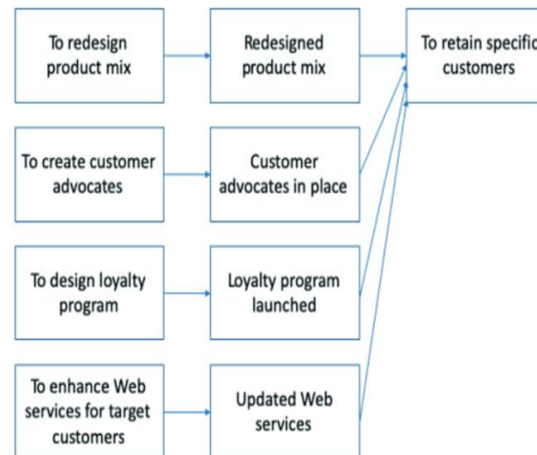 To redesign
product mix
Redesigned
product mix
To retain specific
customers
To create customer
advocates
Customer
advocates in place
To design loyalty
program
Loyalty program
launched
To enhance Web
services for target
customers
Updated Web
services